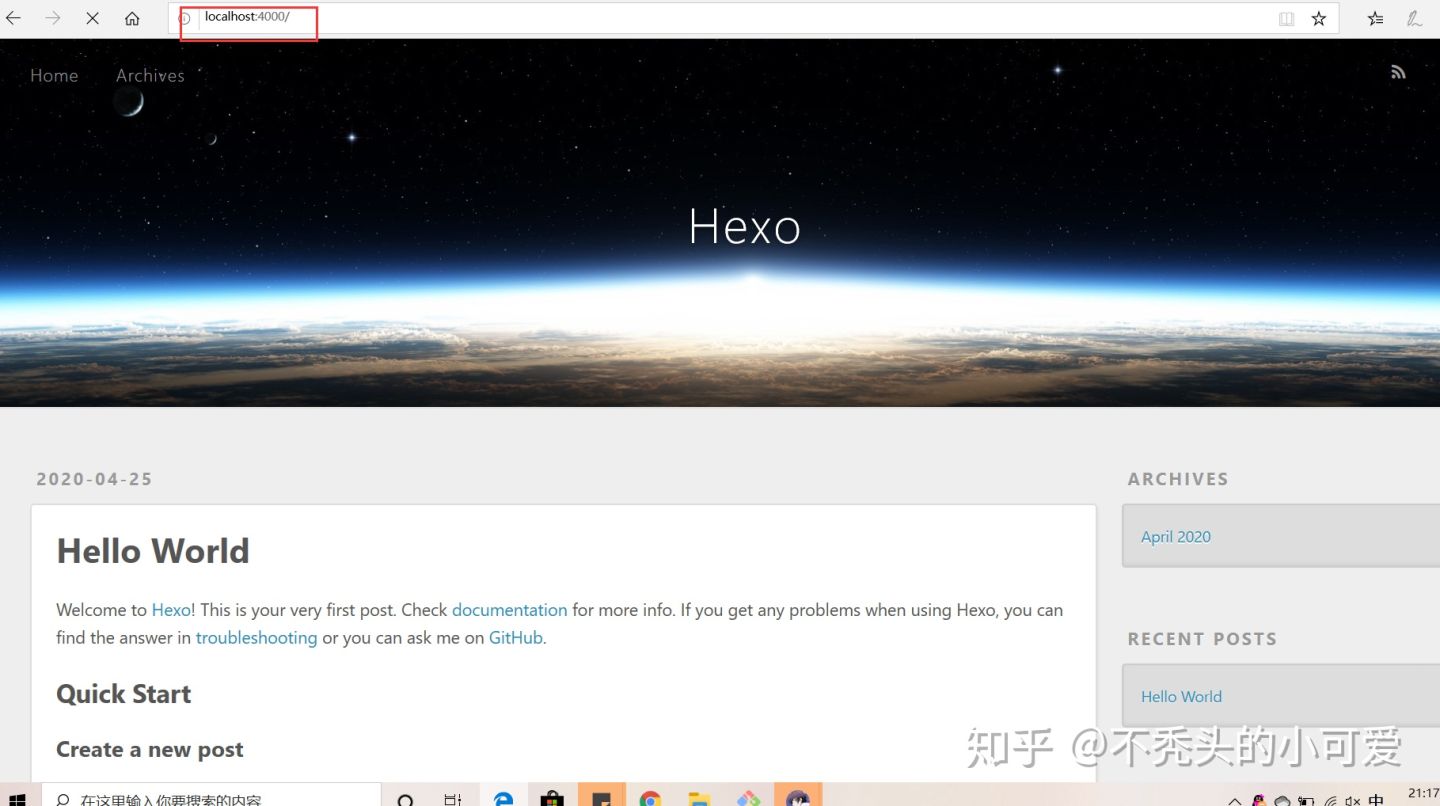 localhost:4000/
Home Archives
Hexo
2020-04-25
Hello World
Welcome to Hexo! This is your very first post. Check documentation for more info. If you get any problems when using Hexo, you can
find the answer in troubleshooting or you can ask me on GitHub.
Quick Start
Create a new post
ARCHIVES
April 2020
RECENT POSTS
Hello World
知乎 @不秃头的小可爱
在这里输入你要搜索的内容
中
21:17